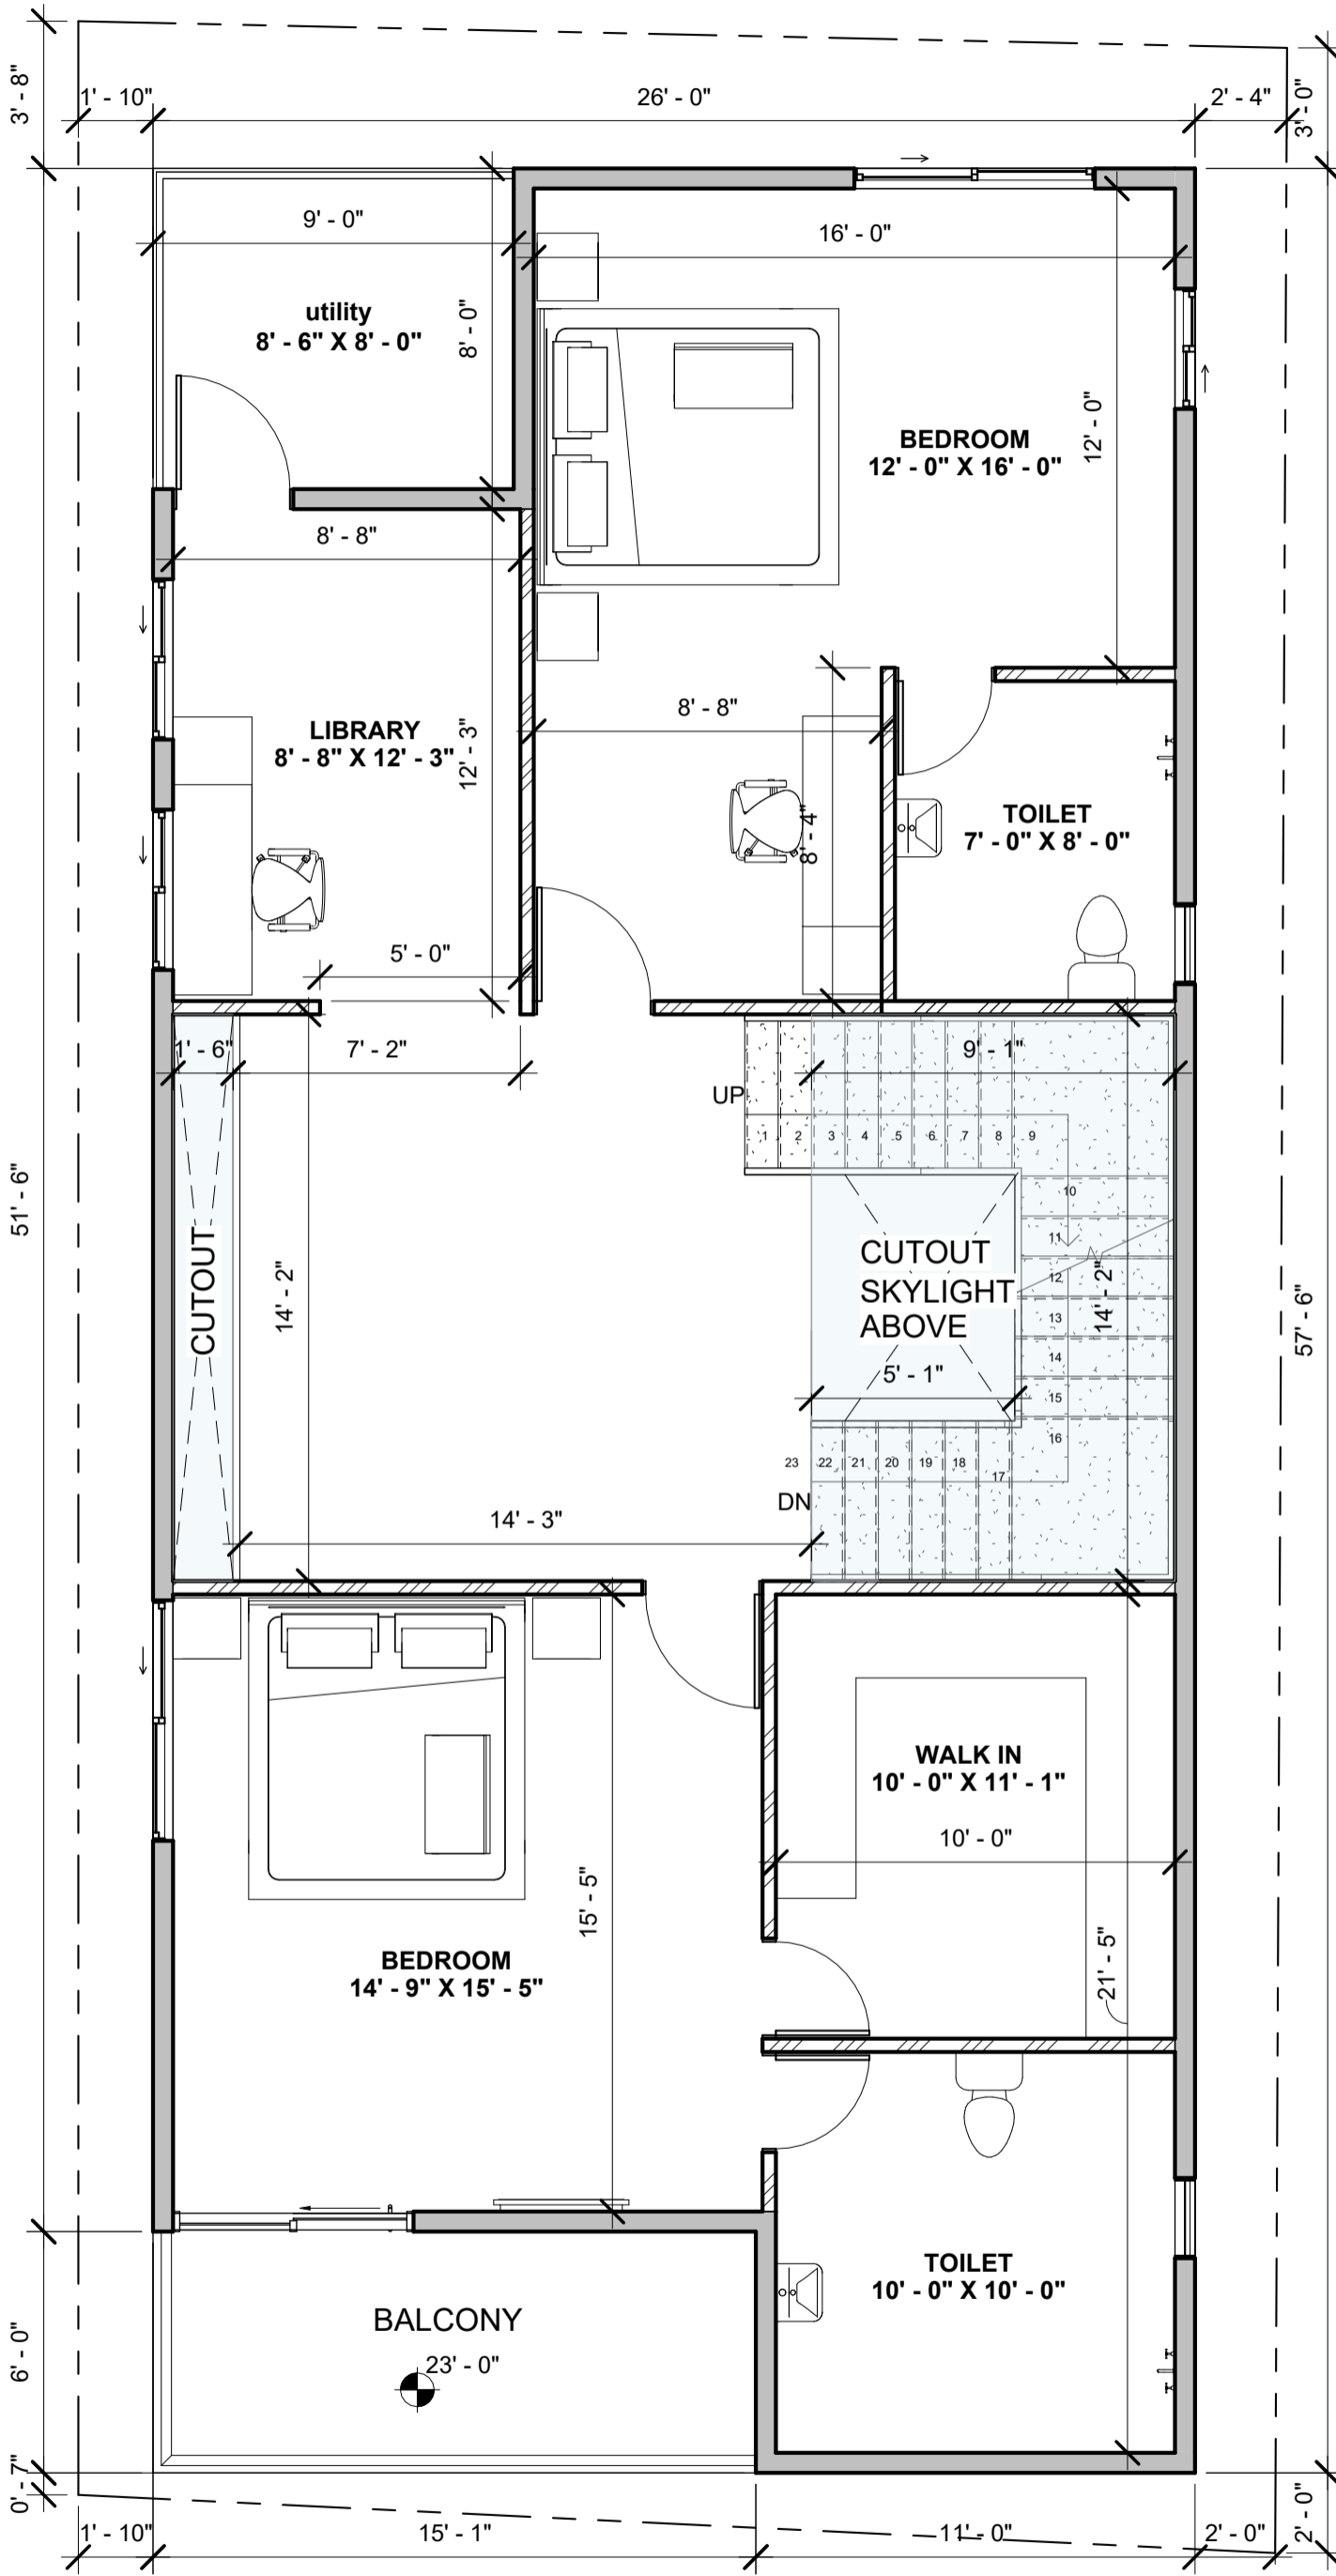 3' - 8"
1' - 10"
26' - 0"
2' - 4"
3' - 0"
9' - 0"
16' - 0"
utility
8' - 6" X 8' - 0"
8' - 0"
BEDROOM
12' - 0" X 16' - 0"
12' - 0"
8' - 8"
LIBRARY
8' - 8" X 12' - 3"
12' - 3"
8' - 8"
8' - 4"
TOILET
7' - 0" X 8' - 0"
5' - 0"
1' - 6"
7' - 2"
9' - 1"
UP
1 2 3 4 5 6 7 8 9
10
11
12
13
14
15
16
51' - 6"
CUTOUT
14' - 2"
CUTOUT
SKYLIGHT
ABOVE
14' - 2"
57' - 6"
5' - 1"
23 22 21 20 19 18 17
DN
14' - 3"
WALK IN
10' - 0" X 11' - 1"
10' - 0"
15' - 5"
BEDROOM
14' - 9" X 15' - 5"
21' - 5"
TOILET
10' - 0" X 10' - 0"
BALCONY
23' - 0"
6' - 0"
0' - 7"
1' - 10"
15' - 1"
11' - 0"
2' - 0"
2' - 0"